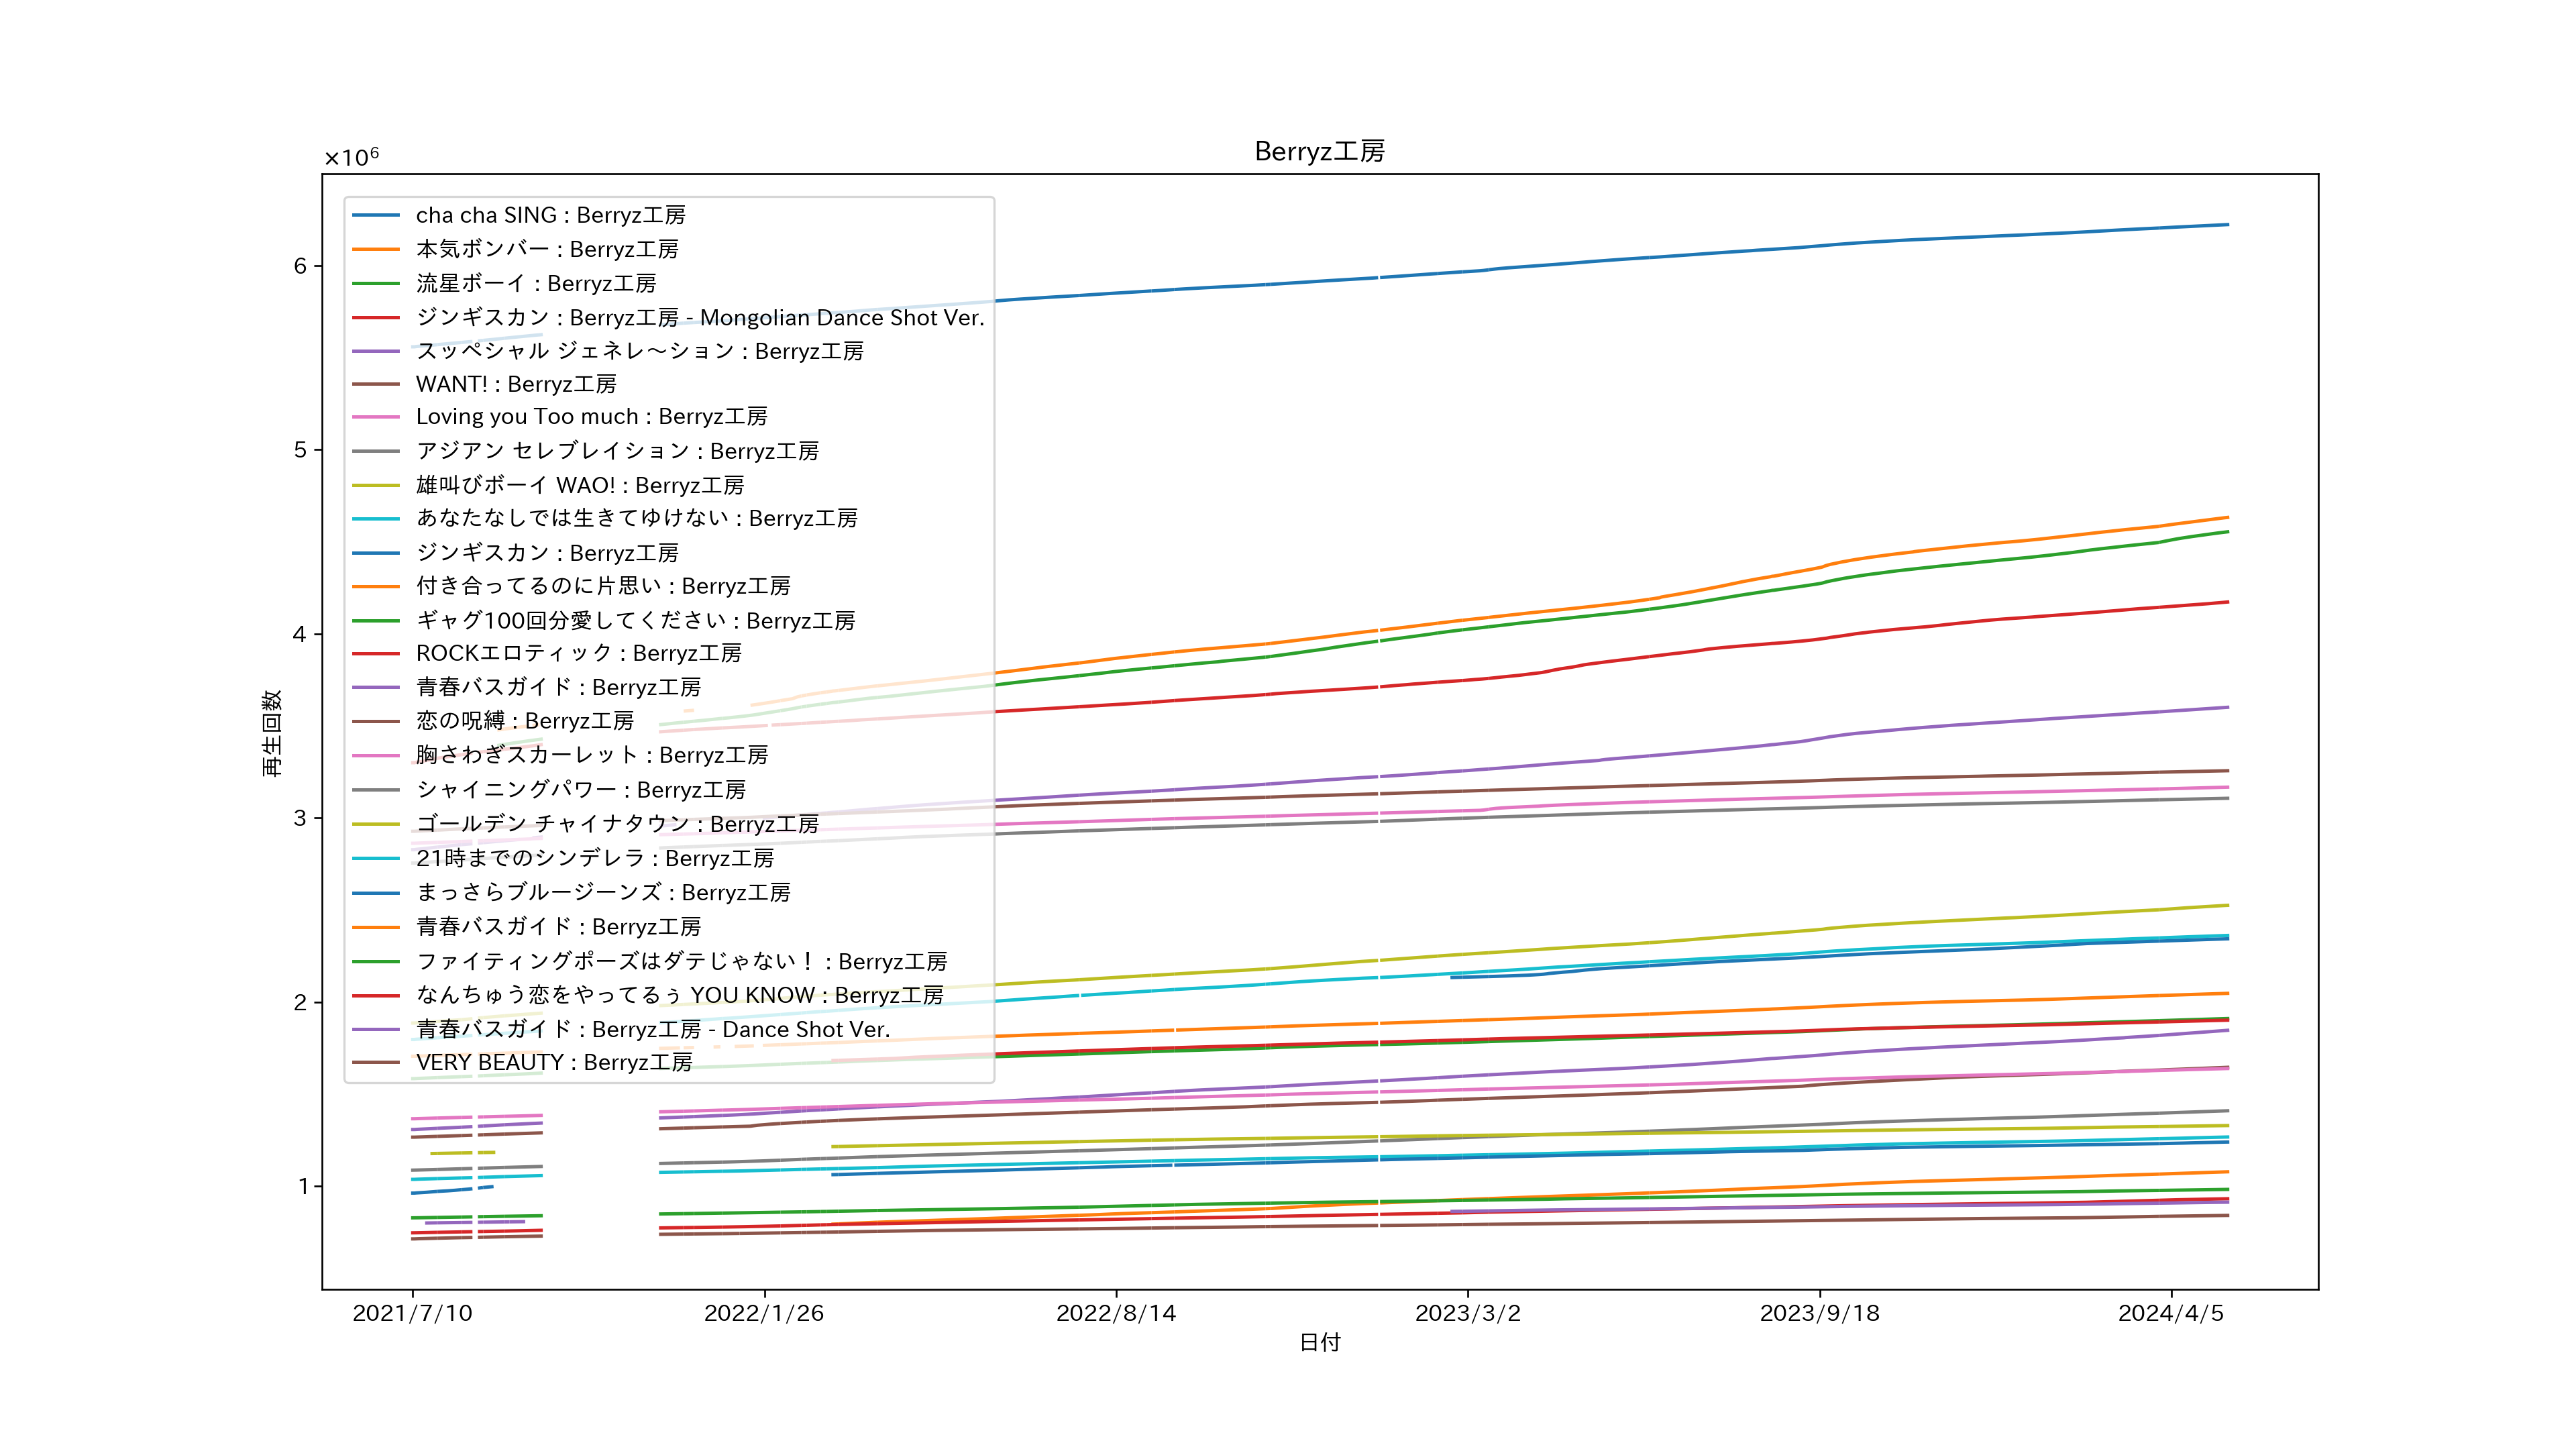 Berryz工房
×10⁶
cha cha SING : Berryz工房
本気ボンバー : Berryz工房
流星ボーイ : Berryz工房
ジンギスカン : Berryz工房 - Mongolian Dance Shot Ver.
スッペシャル ジェネレ～ション : Berryz工房
WANT! : Berryz工房
Loving you Too much : Berryz工房
アジアン セレブレイション : Berryz工房
雄叫びボーイ WAO! : Berryz工房
あなたなしでは生きてゆけない : Berryz工房
ジンギスカン : Berryz工房
付き合ってるのに片思い : Berryz工房
ギャグ100回分愛してください : Berryz工房
ROCKエロティック : Berryz工房
青春バスガイド : Berryz工房
恋の呪縛 : Berryz工房
胸さわぎスカーレット : Berryz工房
シャイニングパワー : Berryz工房
ゴールデン チャイナタウン : Berryz工房
21時までのシンデレラ : Berryz工房
まっさらブルージーンズ : Berryz工房
青春バスガイド : Berryz工房
ファイティングポーズはダテじゃない！ : Berryz工房
なんちゅう恋をやってるぅ YOU KNOW : Berryz工房
青春バスガイド : Berryz工房 - Dance Shot Ver.
VERY BEAUTY : Berryz工房
再生回数
6
5
4
3
2
1
2021/7/10
2022/1/26
2022/8/14
2023/3/2
2023/9/18
2024/4/5
日付